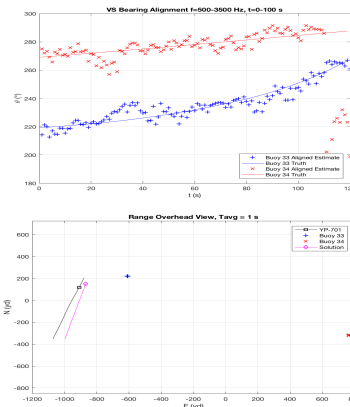 VS Bearing Alignment f=500-3500 Hz, t=0-100 s
300
280
260
240
220
200
180
θ [°]
0 20 40 60 80 100 120
t (s)
Buoy 33 Aligned Estimate
Buoy 33 Truth
Buoy 34 Aligned Estimate
Buoy 34 Truth
Range Overhead View, Tavg = 1 s
600
400
200
0
-200
-400
-600
-800
N (yd)
-1200 -1000 -800 -600 -400 -200 0 200 400 600
E (yd)
YP-701
Buoy 33
Buoy 34
Solution